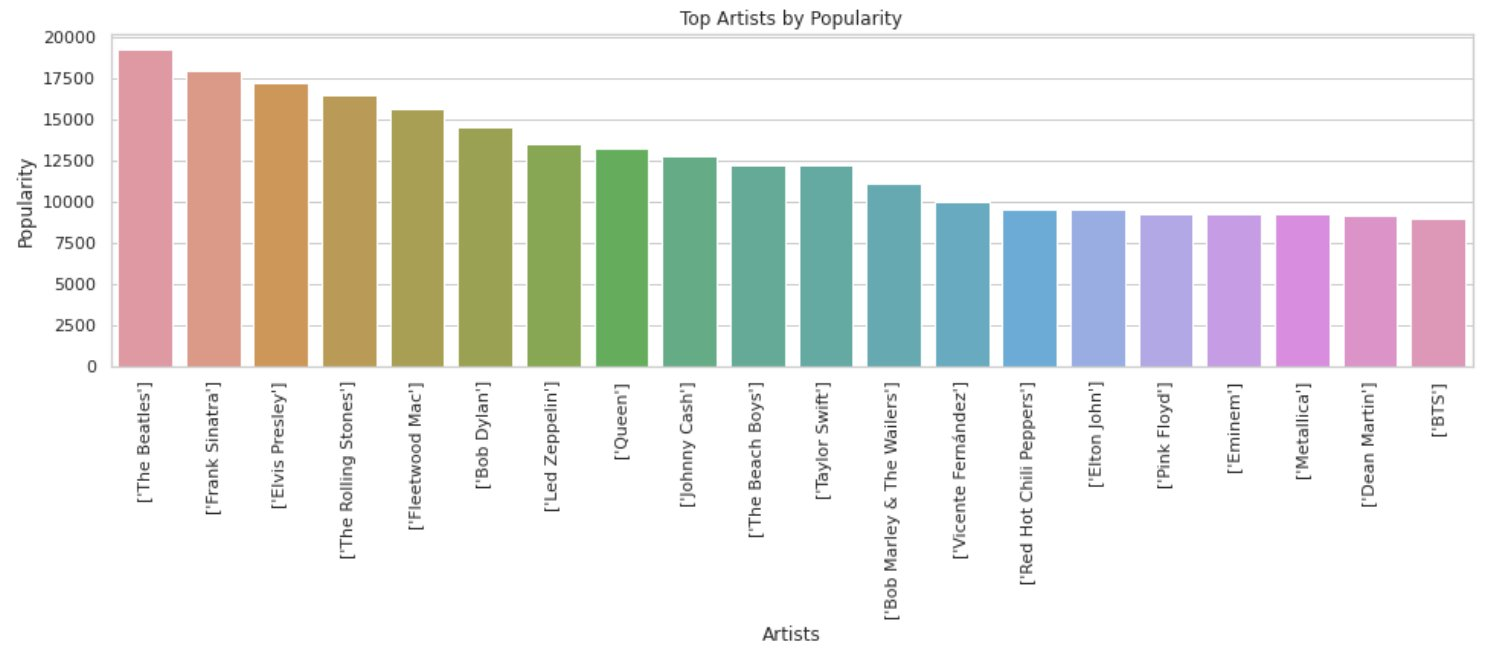 Top Artists by Popularity
20000
17500
15000
12500
10000
7500
5000
2500
0
Popularity
['The Beatles']
['Frank Sinatra']
['Elvis Presley']
['The Rolling Stones']
['Fleetwood Mac']
['Bob Dylan']
['Led Zeppelin']
['Queen']
['Johnny Cash']
['The Beach Boys']
['Taylor Swift']
['Bob Marley & The Wailers']
['Vicente Fernández']
['Red Hot Chili Peppers']
['Elton John']
['Pink Floyd']
['Eminem']
['Metallica']
['Dean Martin']
['BTS']
Artists